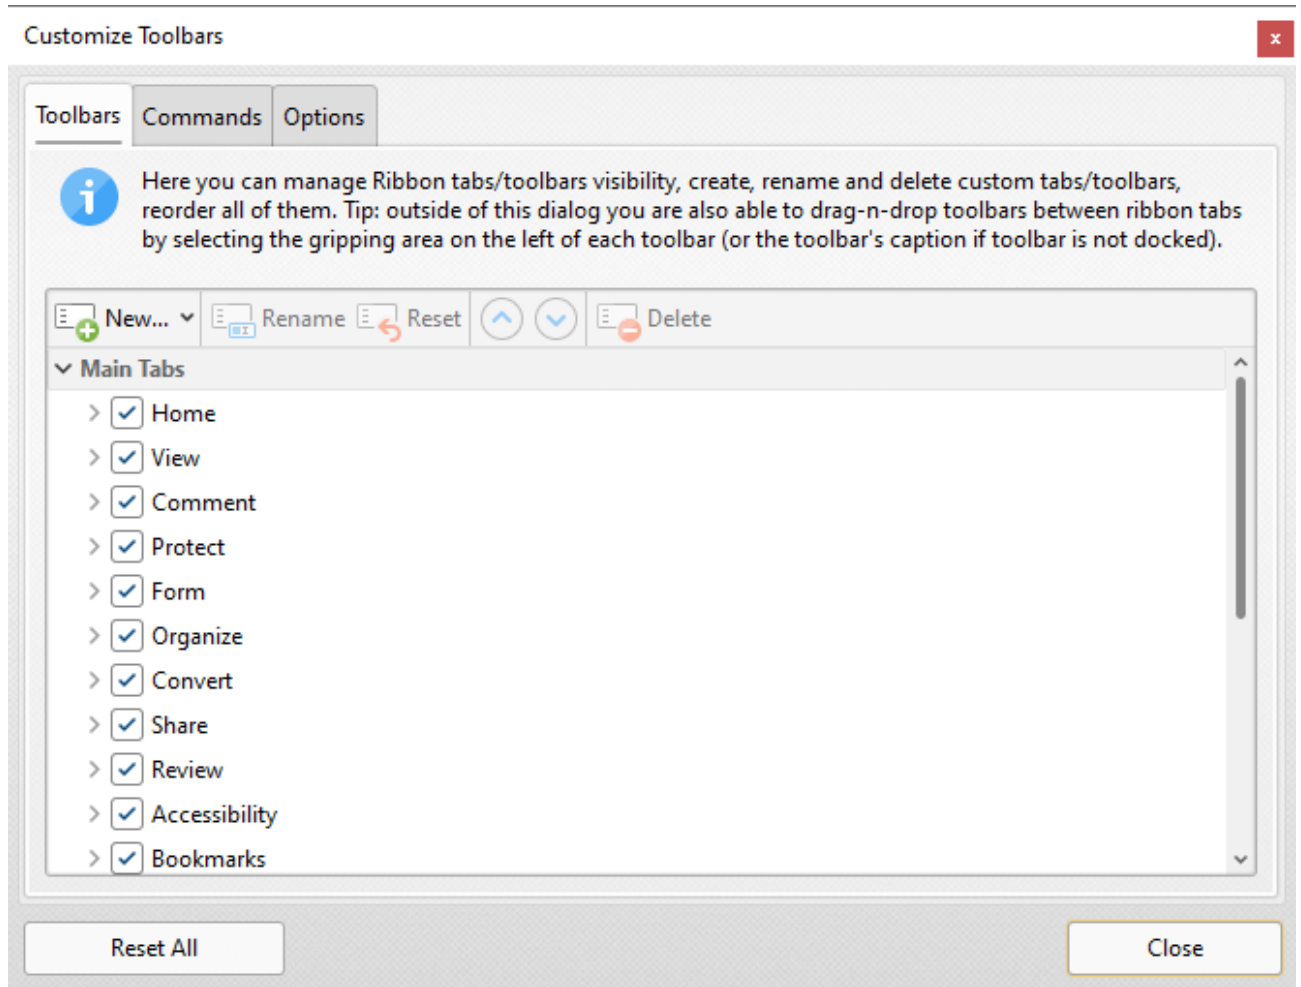 Customize Toolbars
x
Toolbars Commands Options
Here you can manage Ribbon tabs/toolbars visibility, create, rename and delete custom tabs/toolbars,
reorder all of them. Tip: outside of this dialog you are also able to drag-n-drop toolbars between ribbon tabs
by selecting the gripping area on the left of each toolbar (or the toolbar's caption if toolbar is not docked).
New... Rename Reset Delete
Main Tabs
Home
View
Comment
Protect
Form
Organize
Convert
Share
Review
Accessibility
Bookmarks
Reset All Close